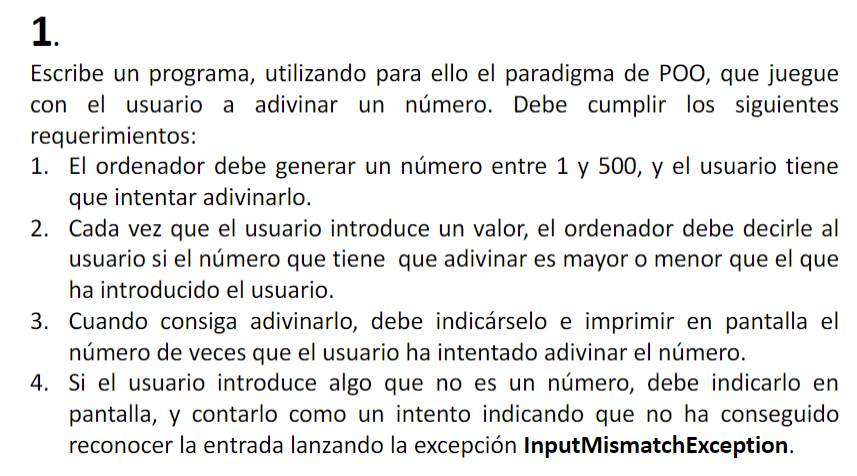 1.
Escribe un programa, utilizando para ello el paradigma de POO, que juegue
con el usuario a adivinar un número. Debe cumplir los siguientes
requerimientos:
1. El ordenador debe generar un número entre 1 y 500, y el usuario tiene
que intentar adivinarlo.
2. Cada vez que el usuario introduce un valor, el ordenador debe decirle al
usuario si el número que tiene que adivinar es mayor o menor que el que
ha introducido el usuario.
3. Cuando consiga adivinarlo, debe indicárselo e imprimir en pantalla el
número de veces que el usuario ha intentado adivinar el número.
4. Si el usuario introduce algo que no es un número, debe indicarlo en
pantalla, y contarlo como un intento indicando que no ha conseguido
reconocer la entrada lanzando la excepción InputMismatchException.